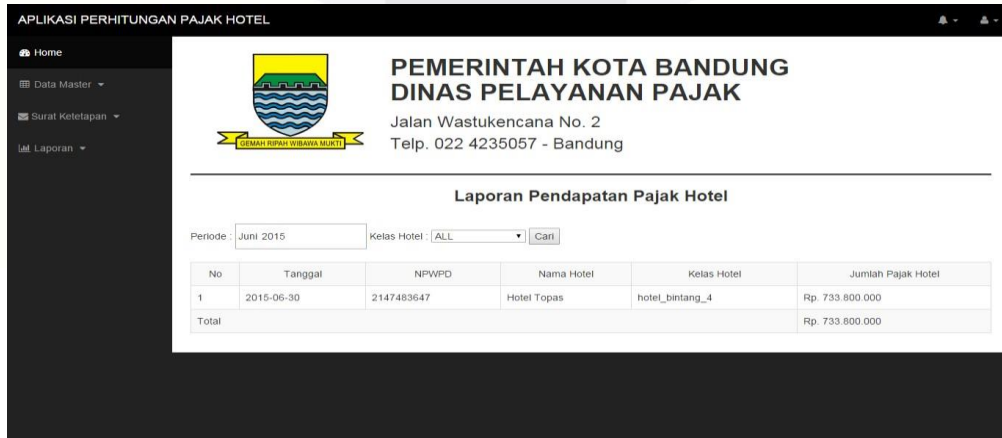 APLIKASI PERHITUNGAN PAJAK HOTEL
Home
Data Master
Surat Ketetapan
Laporan
GEMAH RIPAH WIBAWA MUKTI
PEMERINTAH KOTA BANDUNG
DINAS PELAYANAN PAJAK
Jalan Wastukencana No. 2
Telp. 022 4235057 - Bandung
Laporan Pendapatan Pajak Hotel
Periode : Juni 2015 Kelas Hotel : ALL Cari
No Tanggal NPWPD Nama Hotel Kelas Hotel Jumlah Pajak Hotel
1 2015-06-30 2147483647 Hotel Topas hotel_bintang_4 Rp. 733.800.000
Total Rp. 733.800.000